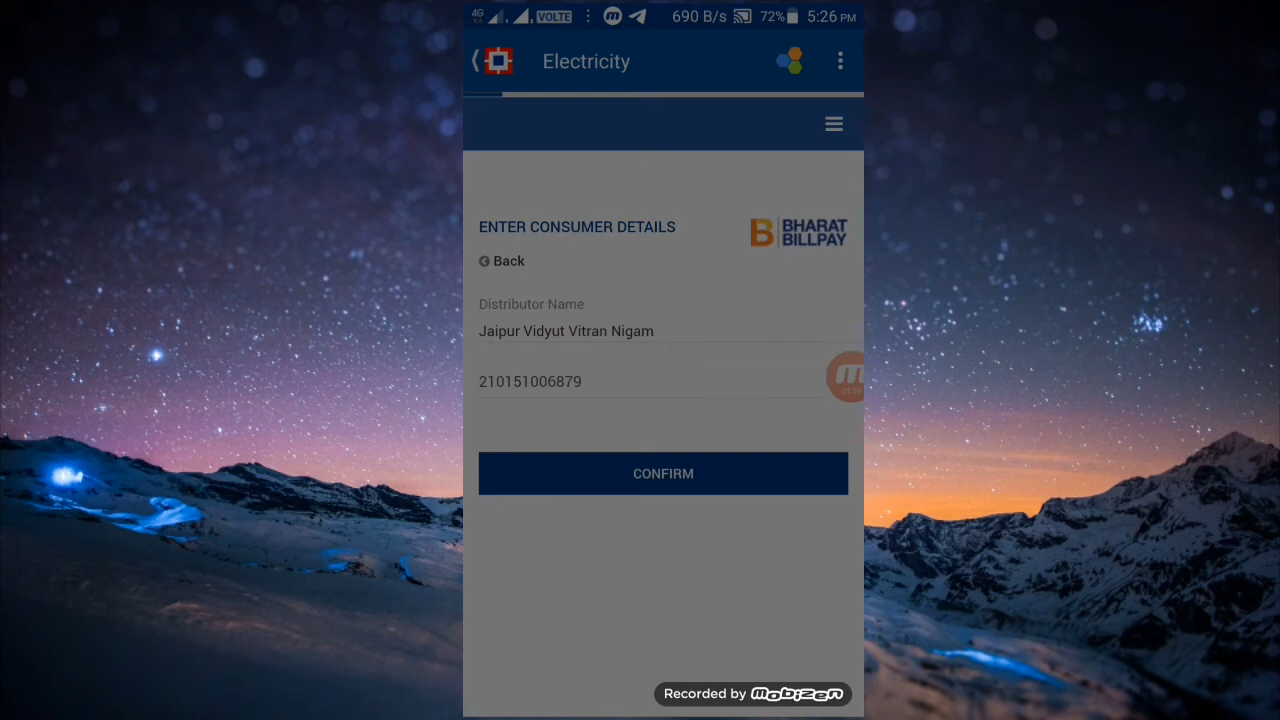 4G VOLTE 690 B/s 72% 5:26 PM
Electricity
ENTER CONSUMER DETAILS
BHARAT
BILLPAY
Back
Distributor Name
Jaipur Vidyut Vitran Nigam
210151006879
CONFIRM
Recorded by mobizen